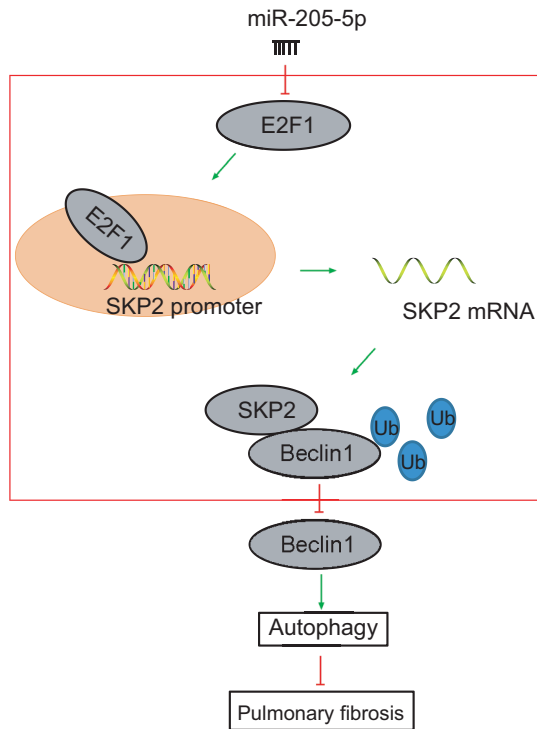 miR-205-5p
E2F1
E2F1
SKP2 promoter
SKP2 mRNA
SKP2
Beclin1
Ub
Ub
Ub
Beclin1
Autophagy
Pulmonary fibrosis